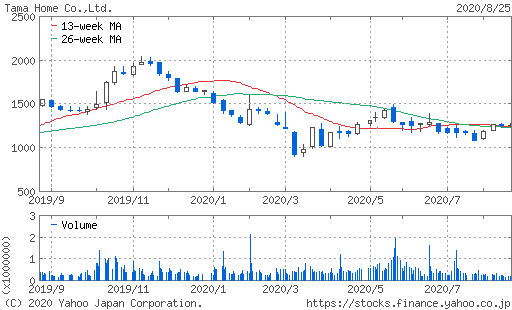 Tama Home Co.,Ltd. 2020/8/25
13-week MA
26-week MA
2500
2000
1500
1000
500
2019/9 2019/11 2020/1 2020/3 2020/5 2020/7
Volume
3
2
1
0
(x1000000)
2019/9 2019/11 2020/1 2020/3 2020/5 2020/7
(C) 2020 Yahoo Japan Corporation. https://stocks.finance.yahoo.co.jp